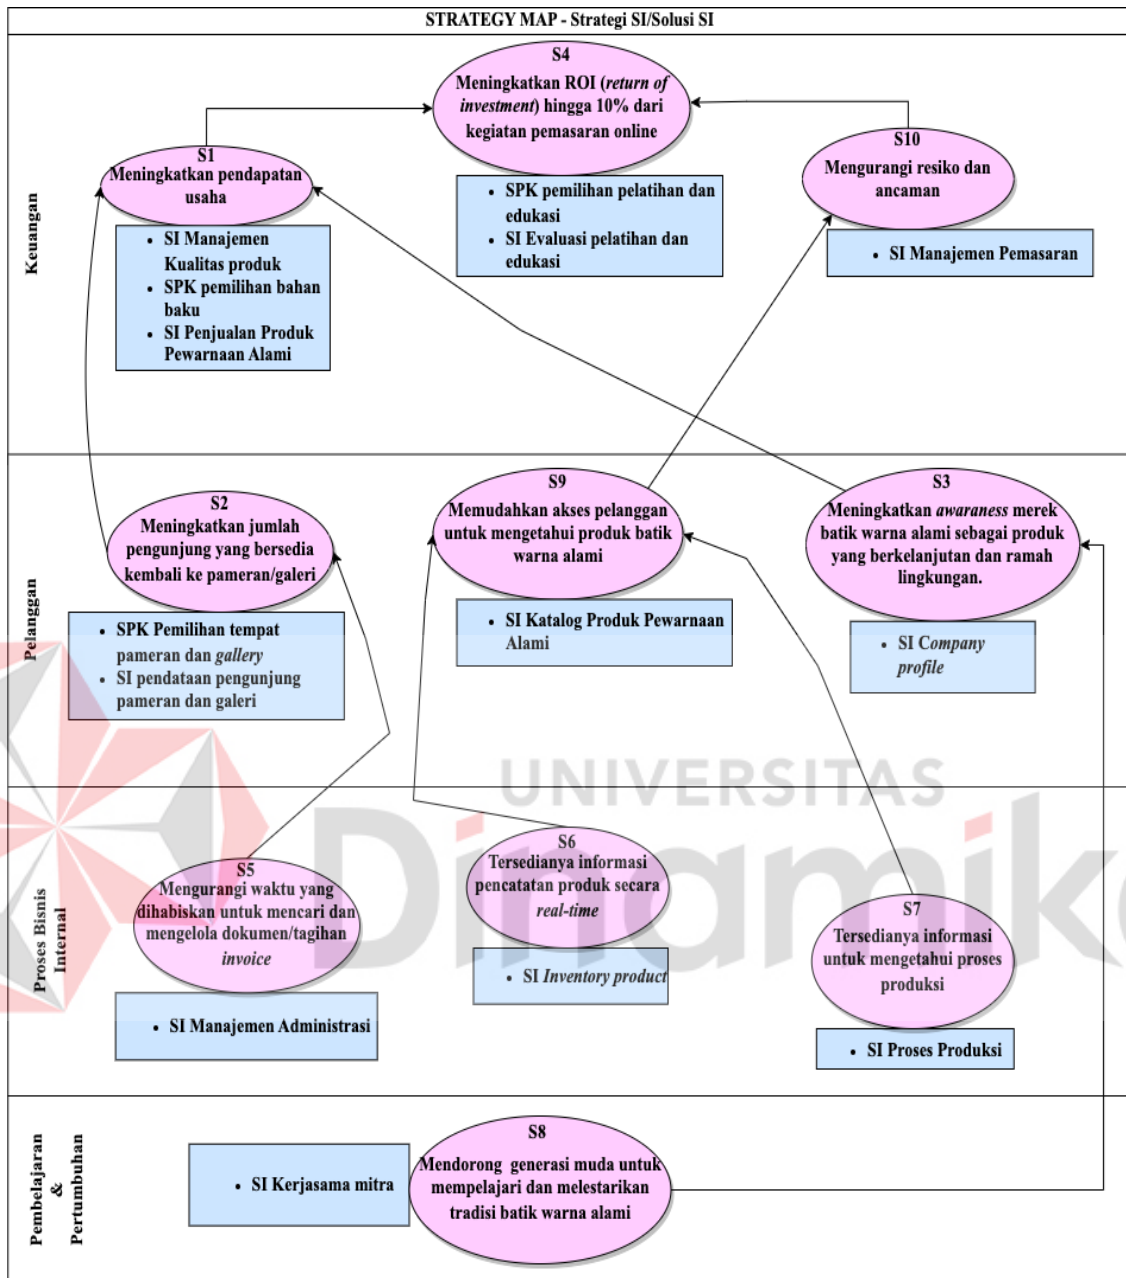 STRATEGY MAP - Strategi SI/Solusi SI
Keuangan
S4
Meningkatkan ROI (return of
investment) hingga 10% dari
kegiatan pemasaran online
• SPK pemilihan pelatihan dan
edukasi
• SI Evaluasi pelatihan dan
edukasi
S1
Meningkatkan pendapatan
usaha
• SI Manajemen
Kualitas produk
• SPK pemilihan bahan
baku
• SI Penjualan Produk
Pewarnaan Alami
S10
Mengurangi resiko dan
ancaman
• SI Manajemen Pemasaran
Pelanggan
S2
Meningkatkan jumlah
pengunjung yang bersedia
kembali ke pameran/galeri
• SPK Pemilihan tempat
pameran dan gallery
• SI pendataan pengunjung
pameran dan galeri
S9
Memudahkan akses pelanggan
untuk mengetahui produk batik
warna alami
• SI Katalog Produk Pewarnaan
Alami
S3
Meningkatkan awaraness merek
batik warna alami sebagai produk
yang berkelanjutan dan ramah
lingkungan.
• SI Company
profile
UNIVERSITAS
Dinamika
Proses Bisnis
Internal
S5
Mengurangi waktu yang
dihabiskan untuk mencari dan
mengelola dokumen/tagihan
invoice
• SI Manajemen Administrasi
S6
Tersedianya informasi
pencatatan produk secara
real-time
• SI Inventory product
S7
Tersedianya informasi
untuk mengetahui proses
produksi
• SI Proses Produksi
Pembelajaran
&
Pertumbuhan
• SI Kerjasama mitra
S8
Mendorong generasi muda untuk
mempelajari dan melestarikan
tradisi batik warna alami